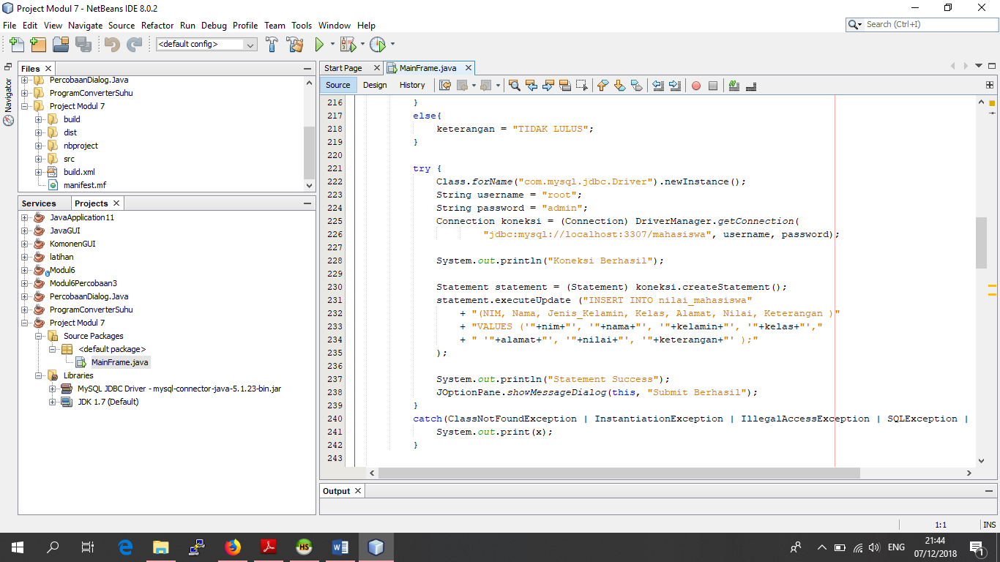 Project Modul 7 - NetBeans IDE 8.0.2
File Edit View Navigate Source Refactor Run Debug Profile Team Tools Window Help
Search (Ctrl+I)
<default config>
Navigator
Files
PercobaanDialog.Java
ProgramConverterSuhu
Project Modul 7
build
dist
nbproject
src
build.xml
manifest.mf
Services Projects
JavaApplication11
JavaGUI
KomonenGUI
latihan
Modul6
Modul6Percobaan3
PercobaanDialog.Java
ProgramConverterSuhu
Project Modul 7
Source Packages
<default package>
MainFrame.java
Libraries
MySQL JDBC Driver - mysql-connector-java-5.1.23-bin.jar
JDK 1.7 (Default)
Start Page MainFrame.java
Source Design History
216 }
217 else{
218 keterangan = "TIDAK LULUS";
219 }
220
221 try {
222 Class.forName("com.mysql.jdbc.Driver").newInstance();
223 String username = "root";
224 String password = "admin";
225 Connection koneksi = (Connection) DriverManager.getConnection(
226 "jdbc:mysql://localhost:3307/mahasiswa", username, password);
227
228 System.out.println("Koneksi Berhasil");
229
230 Statement statement = (Statement) koneksi.createStatement();
231 statement.executeUpdate ("INSERT INTO nilai_mahasiswa"
232 + "(NIM, Nama, Jenis_Kelamin, Kelas, Alamat, Nilai, Keterangan )"
233 + "VALUES ('"+nim+"', '"+nama+"', '"+kelamin+"', '"+kelas+"',"
234 + " '"+alamat+"', '"+nilai+"', '"+keterangan+"' );"
235 );
236
237 System.out.println("Statement Success");
238 JOptionPane.showMessageDialog(this, "Submit Berhasil");
239 }
240 catch(ClassNotFoundException | InstantiationException | IllegalAccessException | SQLException |
241 System.out.print(x);
242 }
243
Output
1:1 INS
HS
ENG
21:44
07/12/2018
1